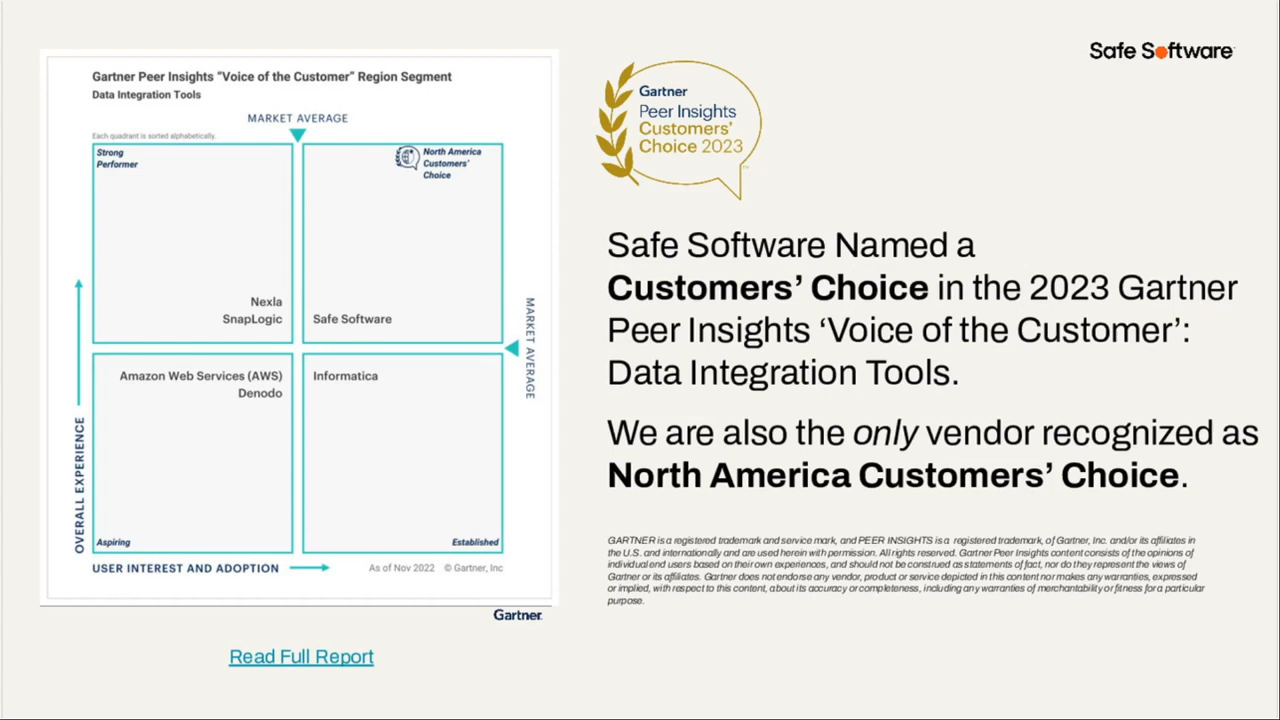 Safe Software
Gartner Peer Insights “Voice of the Customer” Region Segment
Data Integration Tools
MARKET AVERAGE
Each quadrant is sorted alphabetically.
Strong
Performer
North America
Customers’
Choice
Nexla
SnapLogic
Safe Software
MARKET AVERAGE
Amazon Web Services (AWS)
Denodo
Informatica
OVERALL EXPERIENCE
Aspiring
Established
USER INTEREST AND ADOPTION
As of Nov 2022 © Gartner, Inc
Gartner
Read Full Report
Gartner
Peer Insights
Customers’
Choice 2023
Safe Software Named a
Customers’ Choice in the 2023 Gartner
Peer Insights ‘Voice of the Customer’:
Data Integration Tools.
We are also the only vendor recognized as
North America Customers’ Choice.
GARTNER is a registered trademark and service mark, and PEER INSIGHTS is a registered trademark, of Gartner, Inc. and/or its affiliates in
the U.S. and internationally and are used herein with permission. All rights reserved. Gartner Peer Insights content consists of the opinions of
individual end users based on their own experiences, and should not be construed as statements of fact, nor do they represent the views of
Gartner or its affiliates. Gartner does not endorse any vendor, product or service depicted in this content nor makes any warranties, expressed
or implied, with respect to this content, about its accuracy or completeness, including any warranties of merchantability or fitness for a particular
purpose.